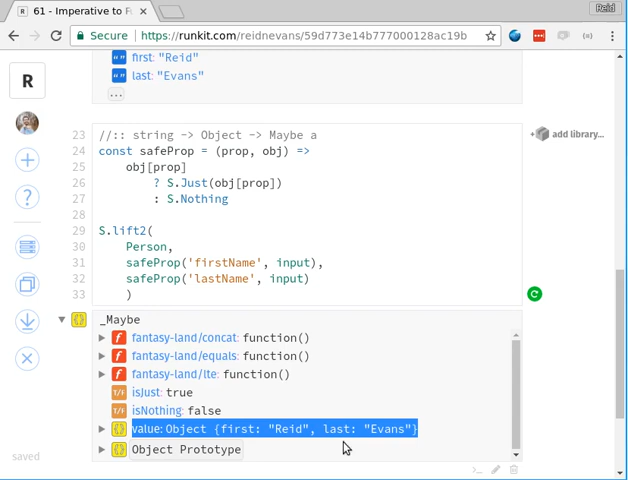 61 - Imperative to F
Reid
Secure
https://runkit.com/reidnevans/59d773e14b777000128ac19b
R
first: "Reid"
last: "Evans"
...
23 //:: string -> Object -> Maybe a
24 const safeProp = (prop, obj) =>
25 obj[prop]
26 ? S.Just(obj[prop])
27 : S.Nothing
28
29 S.lift2(
30 Person,
31 safeProp('firstName', input),
32 safeProp('lastName', input)
33 )
+ add library...
_Maybe
f fantasy-land/concat: function()
f fantasy-land/equals: function()
f fantasy-land/lte: function()
T/F isJust: true
T/F isNothing: false
{} value: Object {first: "Reid", last: "Evans"}
{} Object Prototype
saved